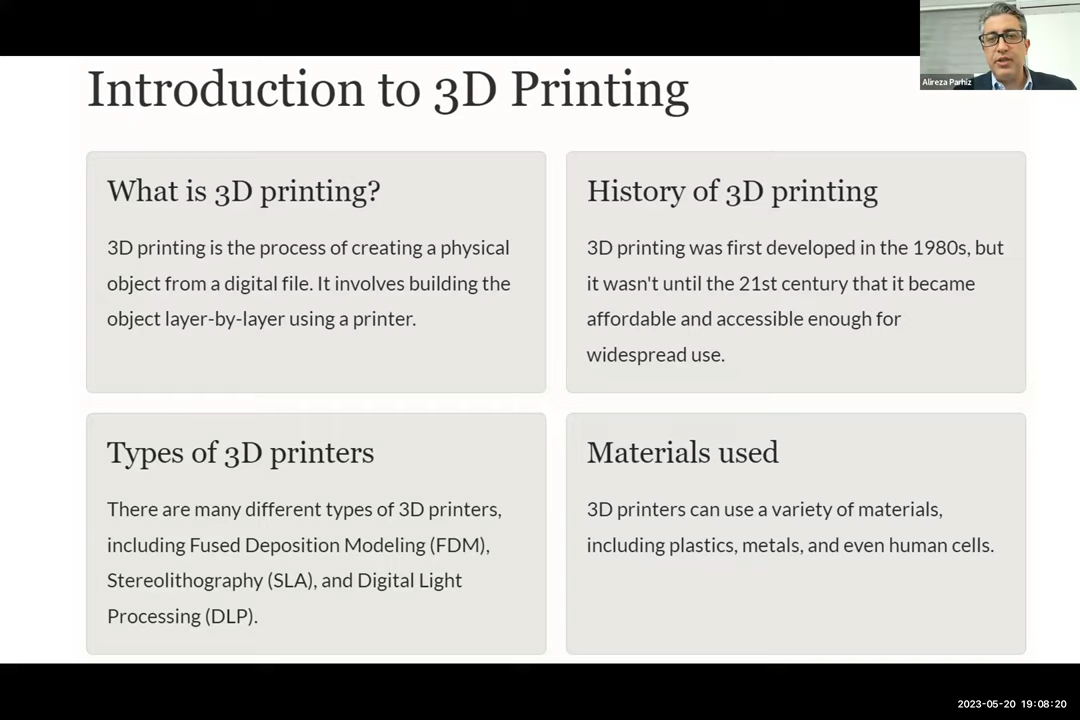 Introduction to 3D Printing
Alireza Parhiz
What is 3D printing?
3D printing is the process of creating a physical
object from a digital file. It involves building the
object layer-by-layer using a printer.
History of 3D printing
3D printing was first developed in the 1980s, but
it wasn't until the 21st century that it became
affordable and accessible enough for
widespread use.
Types of 3D printers
There are many different types of 3D printers,
including Fused Deposition Modeling (FDM),
Stereolithography (SLA), and Digital Light
Processing (DLP).
Materials used
3D printers can use a variety of materials,
including plastics, metals, and even human cells.
2023-05-20 19:08:20